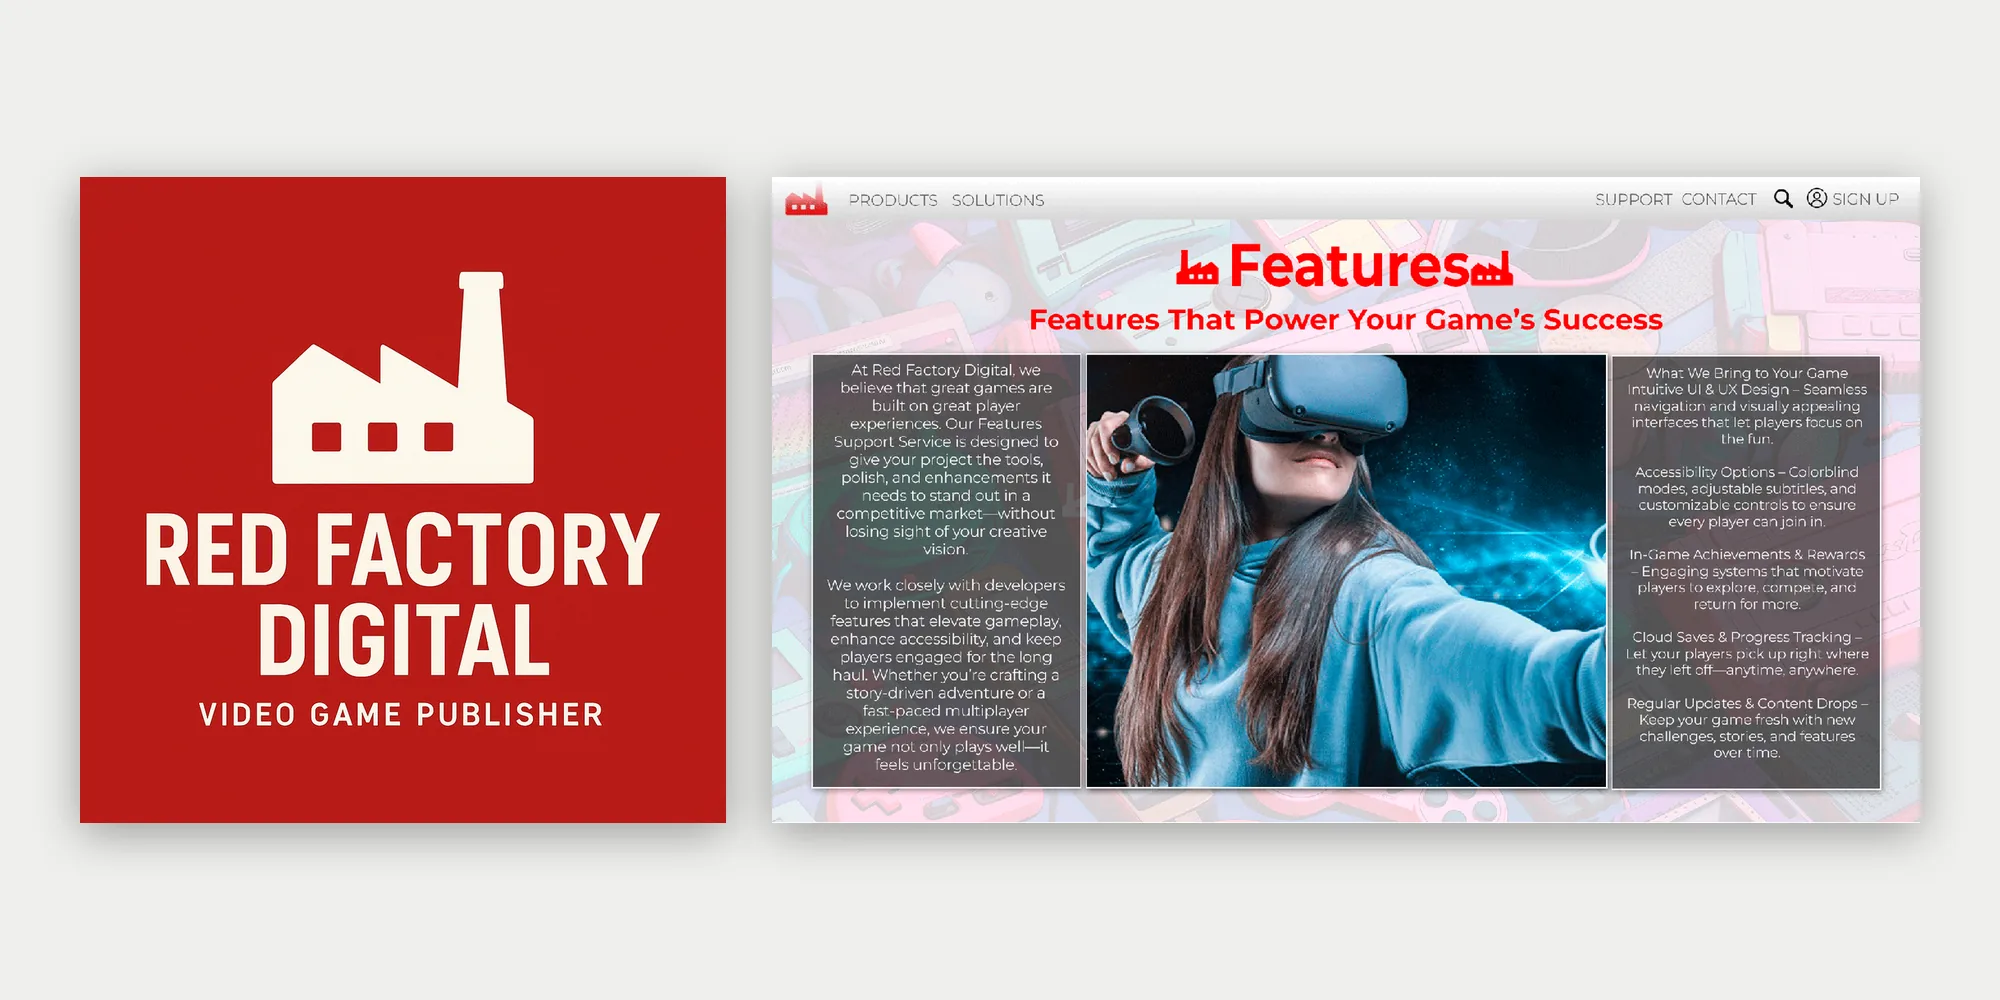 RED FACTORY
DIGITAL
VIDEO GAME PUBLISHER
PRODUCTS SOLUTIONS
SUPPORT CONTACT SIGN UP
Features
Features That Power Your Game’s Success
At Red Factory Digital, we
believe that great games are
built on great player
experiences. Our Features
Support Service is designed to
give your project the tools,
polish, and enhancements it
needs to stand out in a
competitive market—without
losing sight of your creative
vision.
We work closely with developers
to implement cutting-edge
features that elevate gameplay,
enhance accessibility, and keep
players engaged for the long
haul. Whether you’re crafting a
story-driven adventure or a
fast-paced multiplayer
experience, we ensure your
game not only plays well—it
feels unforgettable.
What We Bring to Your Game
Intuitive UI & UX Design – Seamless
navigation and visually appealing
interfaces that let players focus on
the fun.
Accessibility Options – Colorblind
modes, adjustable subtitles, and
customizable controls to ensure
every player can join in.
In-Game Achievements & Rewards
– Engaging systems that motivate
players to explore, compete, and
return for more.
Cloud Saves & Progress Tracking –
Let your players pick up right where
they left off—anytime, anywhere.
Regular Updates & Content Drops –
Keep your game fresh with new
challenges, stories, and features
over time.